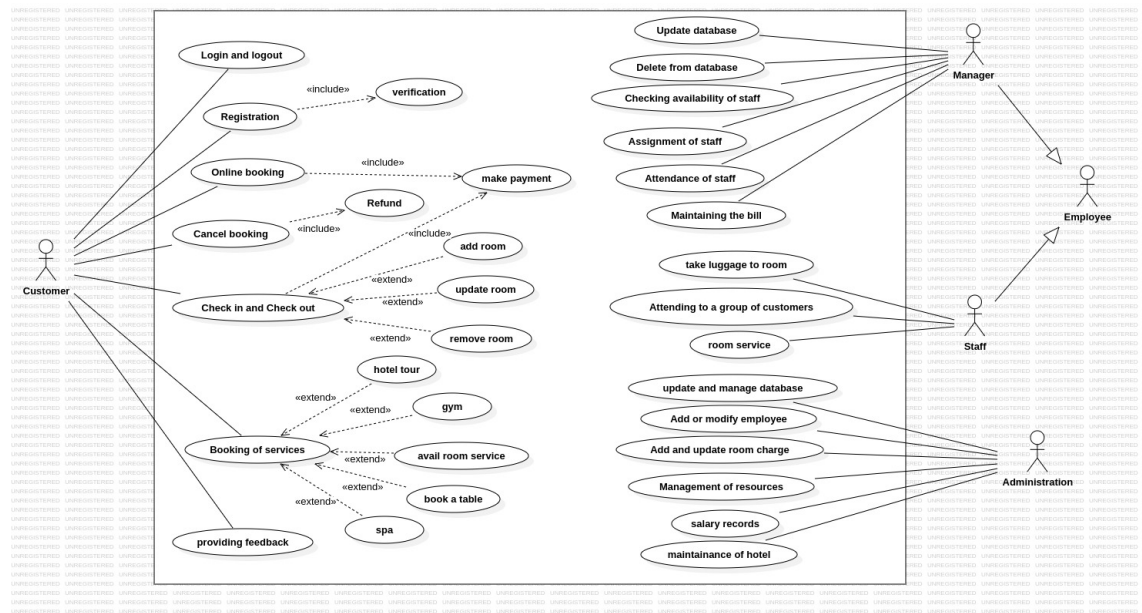 Login and logout
Registration
«include»
verification
Online booking
«include»
make payment
Cancel booking
«include»
Refund
«include»
add room
«extend»
update room
«extend»
Check in and Check out
remove room
«extend»
hotel tour
«extend»
gym
«extend»
Booking of services
avail room service
«extend»
book a table
«extend»
spa
«extend»
providing feedback
Customer
Update database
Delete from database
Checking availability of staff
Assignment of staff
Attendance of staff
Maintaining the bill
take luggage to room
Attending to a group of customers
room service
update and manage database
Add or modify employee
Add and update room charge
Management of resources
salary records
maintainance of hotel
Manager
Employee
Staff
Administration
UNREGISTERED